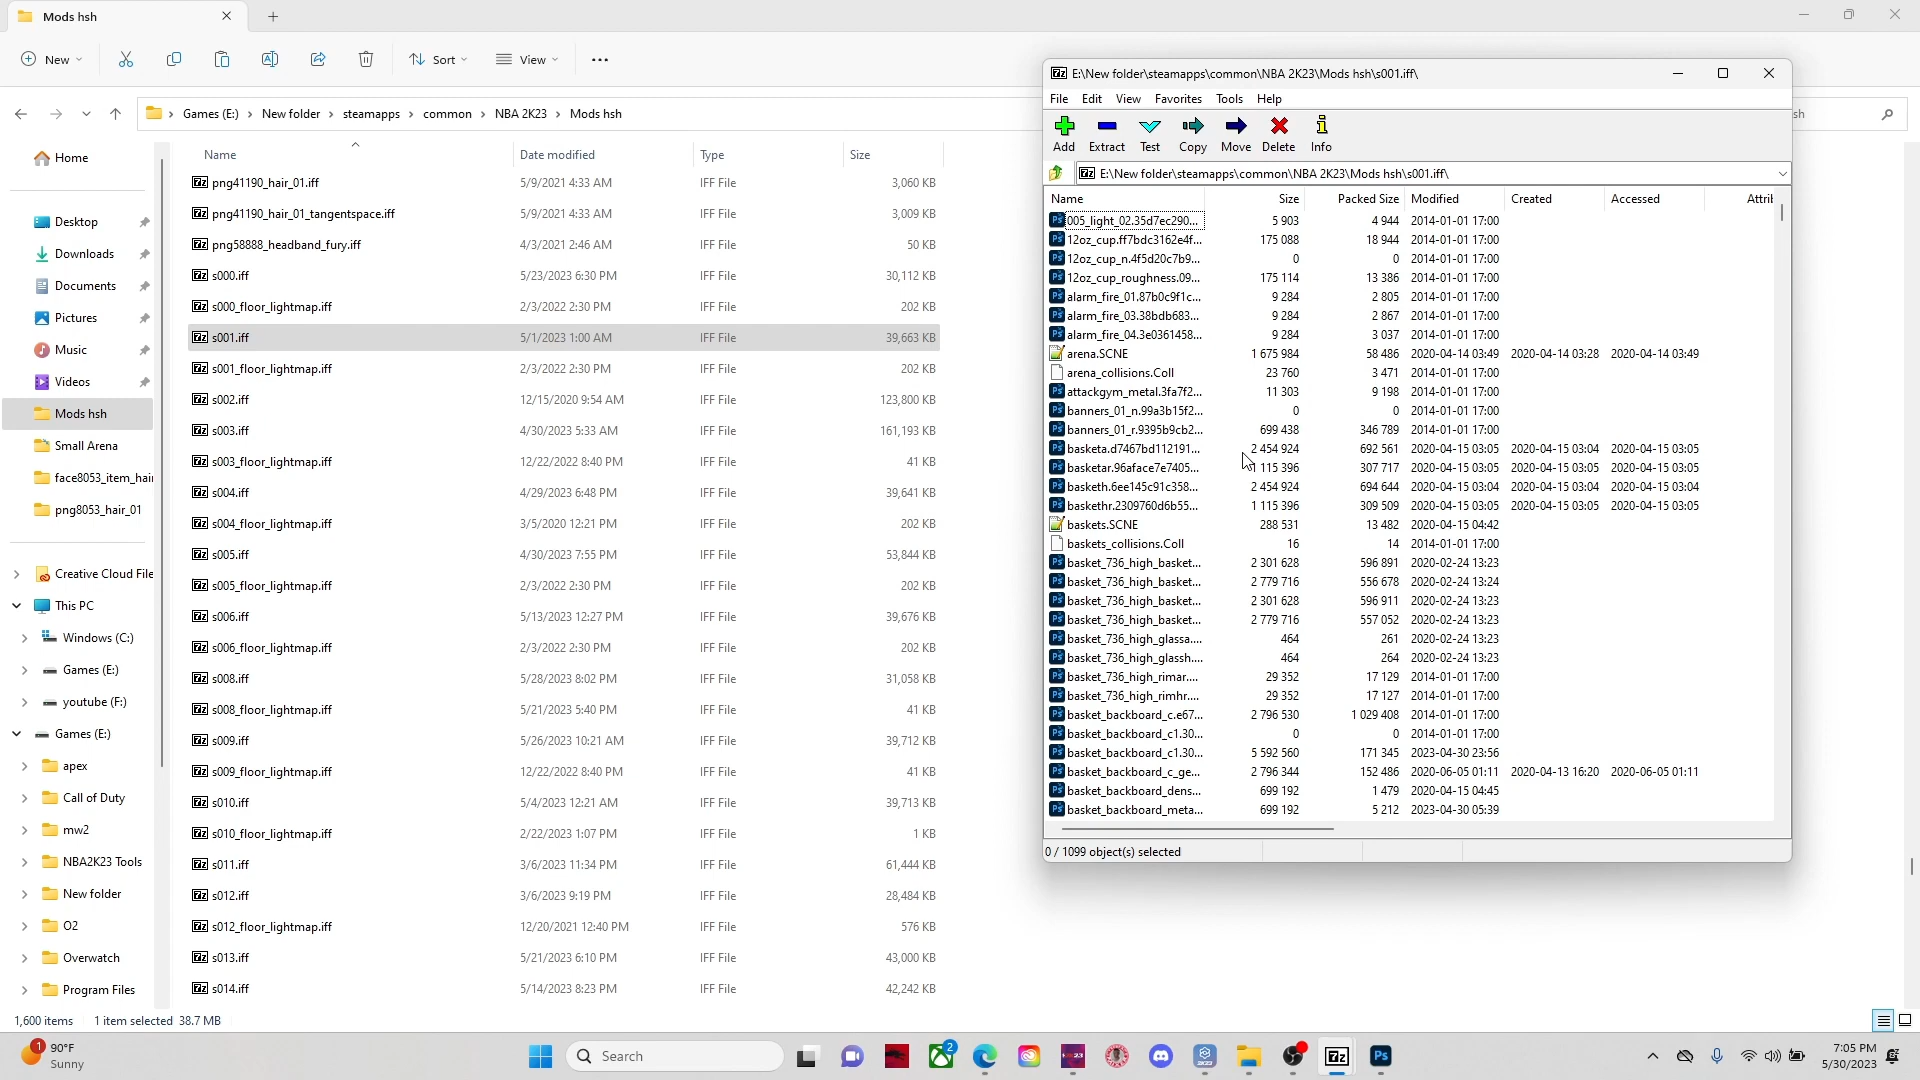 Mods hsh
New
Sort
View
Games (E:) > New folder > steamapps > common > NBA 2K23 > Mods hsh
sh
Home
Desktop
Downloads
Documents
Pictures
Music
Videos
Mods hsh
Small Arena
face8053_item_hair
png8053_hair_01
Creative Cloud File
This PC
Windows (C:)
Games (E:)
youtube (F:)
Games (E:)
apex
Call of Duty
mw2
NBA2K23 Tools
New folder
O2
Overwatch
Program Files
Name Date modified Type Size
png41190_hair_01.iff 5/9/2021 4:33 AM IFF File 3,060 KB
png41190_hair_01_tangentspace.iff 5/9/2021 4:33 AM IFF File 3,009 KB
png58888_headband_fury.iff 4/3/2021 2:46 AM IFF File 50 KB
s000.iff 5/23/2023 6:30 PM IFF File 30,112 KB
s000_floor_lightmap.iff 2/3/2022 2:30 PM IFF File 202 KB
s001.iff 5/1/2023 1:00 AM IFF File 39,663 KB
s001_floor_lightmap.iff 2/3/2022 2:30 PM IFF File 202 KB
s002.iff 12/15/2020 9:54 AM IFF File 123,800 KB
s003.iff 4/30/2023 5:33 AM IFF File 161,193 KB
s003_floor_lightmap.iff 12/22/2022 8:40 PM IFF File 41 KB
s004.iff 4/29/2023 6:48 PM IFF File 39,641 KB
s004_floor_lightmap.iff 3/5/2020 12:21 PM IFF File 202 KB
s005.iff 4/30/2023 7:55 PM IFF File 53,844 KB
s005_floor_lightmap.iff 2/3/2022 2:30 PM IFF File 202 KB
s006.iff 5/13/2023 12:27 PM IFF File 39,676 KB
s006_floor_lightmap.iff 2/3/2022 2:30 PM IFF File 202 KB
s008.iff 5/28/2023 8:02 PM IFF File 31,058 KB
s008_floor_lightmap.iff 5/21/2023 5:40 PM IFF File 41 KB
s009.iff 5/26/2023 10:21 AM IFF File 39,712 KB
s009_floor_lightmap.iff 12/22/2022 8:40 PM IFF File 41 KB
s010.iff 5/4/2023 12:21 AM IFF File 39,713 KB
s010_floor_lightmap.iff 2/22/2023 1:07 PM IFF File 1 KB
s011.iff 3/6/2023 11:34 PM IFF File 61,444 KB
s012.iff 3/6/2023 9:19 PM IFF File 28,484 KB
s012_floor_lightmap.iff 12/20/2021 12:40 PM IFF File 576 KB
s013.iff 5/21/2023 6:10 PM IFF File 43,000 KB
s014.iff 5/14/2023 8:23 PM IFF File 42,242 KB
1,600 items 1 item selected 38.7 MB
7z E:\New folder\steamapps\common\NBA 2K23\Mods hsh\s001.iff\
File Edit View Favorites Tools Help
Add Extract Test Copy Move Delete Info
7z E:\New folder\steamapps\common\NBA 2K23\Mods hsh\s001.iff\
Name Size Packed Size Modified Created Accessed Attrib
005_light_02.35d7ec290... 5 903 4 944 2014-01-01 17:00
12oz_cup.ff7bdc3162e4f... 175 088 18 944 2014-01-01 17:00
12oz_cup_n.4f5d20c7b9... 0 0 2014-01-01 17:00
12oz_cup_roughness.09... 175 114 13 386 2014-01-01 17:00
alarm_fire_01.87b0c9f1c... 9 284 2 805 2014-01-01 17:00
alarm_fire_03.38bdb683... 9 284 2 867 2014-01-01 17:00
alarm_fire_04.3e0361458... 9 284 3 037 2014-01-01 17:00
arena.SCNE 1 675 984 58 486 2020-04-14 03:49 2020-04-14 03:28 2020-04-14 03:49
arena_collisions.Coll 23 760 3 471 2014-01-01 17:00
attackgym_metal.3fa7f2... 11 303 9 198 2014-01-01 17:00
banners_01_n.99a3b15f2... 0 0 2014-01-01 17:00
banners_01_r.9395b9cb2... 699 438 346 789 2014-01-01 17:00
basketa.d7467bd112191... 2 454 924 692 561 2020-04-15 03:05 2020-04-15 03:04 2020-04-15 03:05
basketar.96aface7e7405... 1 115 396 307 717 2020-04-15 03:05 2020-04-15 03:05 2020-04-15 03:05
basketh.6ee145c91c358... 2 454 924 694 644 2020-04-15 03:04 2020-04-15 03:04 2020-04-15 03:04
baskethr.2309760d6b55... 1 115 396 309 509 2020-04-15 03:05 2020-04-15 03:05 2020-04-15 03:05
baskets.SCNE 288 531 13 482 2020-04-15 04:42
baskets_collisions.Coll 16 14 2014-01-01 17:00
basket_736_high_basket... 2 301 628 596 891 2020-02-24 13:23
basket_736_high_basket... 2 779 716 556 678 2020-02-24 13:24
basket_736_high_basket... 2 301 628 596 911 2020-02-24 13:23
basket_736_high_basket... 2 779 716 557 052 2020-02-24 13:23
basket_736_high_glassa.... 464 261 2020-02-24 13:23
basket_736_high_glassh.... 464 264 2020-02-24 13:23
basket_736_high_rimar.... 29 352 17 129 2014-01-01 17:00
basket_736_high_rimhr.... 29 352 17 127 2014-01-01 17:00
basket_backboard_c.e67... 2 796 530 1 029 408 2014-01-01 17:00
basket_backboard_c1.30... 0 0 2014-01-01 17:00
basket_backboard_c1.30... 5 592 560 171 345 2023-04-30 23:56
basket_backboard_c_ge... 2 796 344 152 486 2020-06-05 01:11 2020-04-13 16:20 2020-06-05 01:11
basket_backboard_dens... 699 192 1 479 2020-04-15 04:45
basket_backboard_meta... 699 192 5 212 2023-04-30 05:39
0 / 1099 object(s) selected
1 90°F
Sunny
Search
2
7z
Ps
7:05 PM
5/30/2023